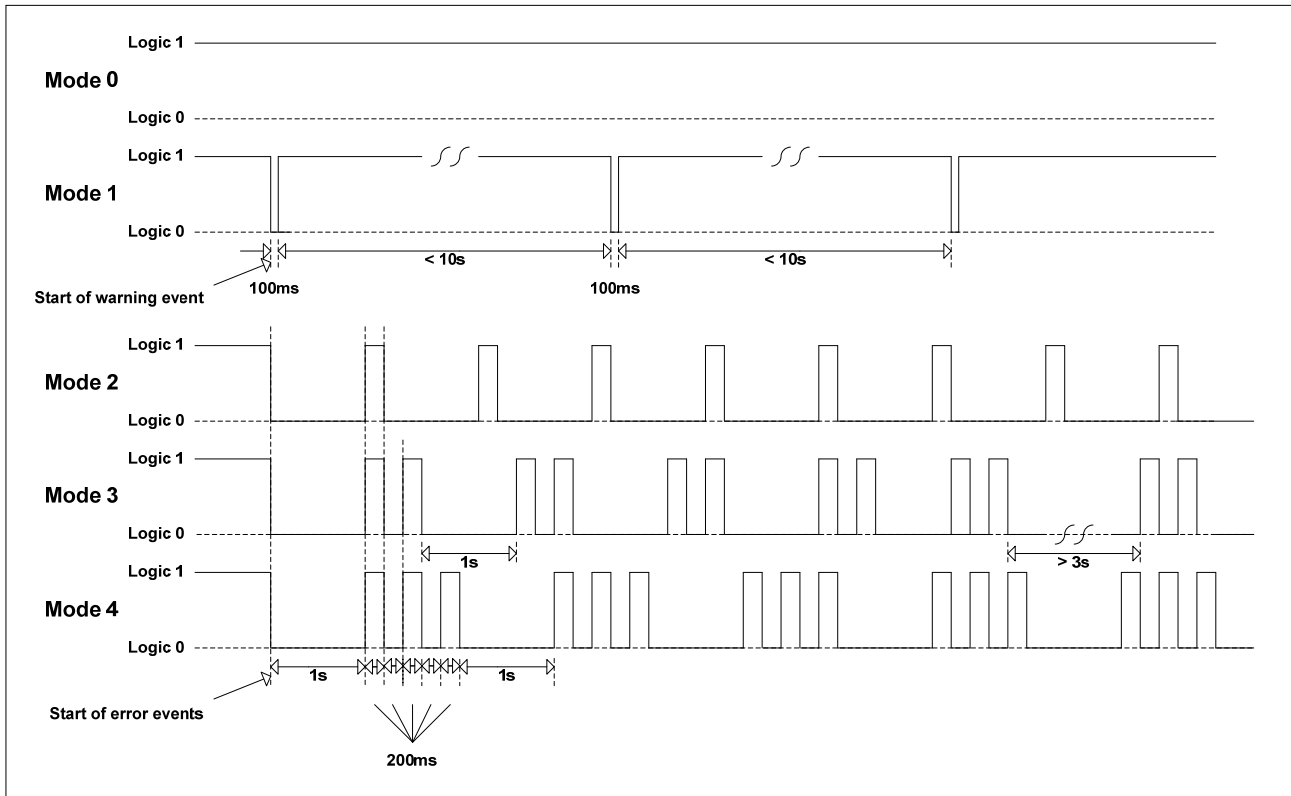 Logic 1
Mode 0
Logic 0
Logic 1
Mode 1
Logic 0
< 10s
< 10s
Start of warning event
100ms
100ms
Logic 1
Mode 2
Logic 0
Logic 1
Mode 3
Logic 0
1s
> 3s
Logic 1
Mode 4
Logic 0
1s
1s
Start of error events
200ms